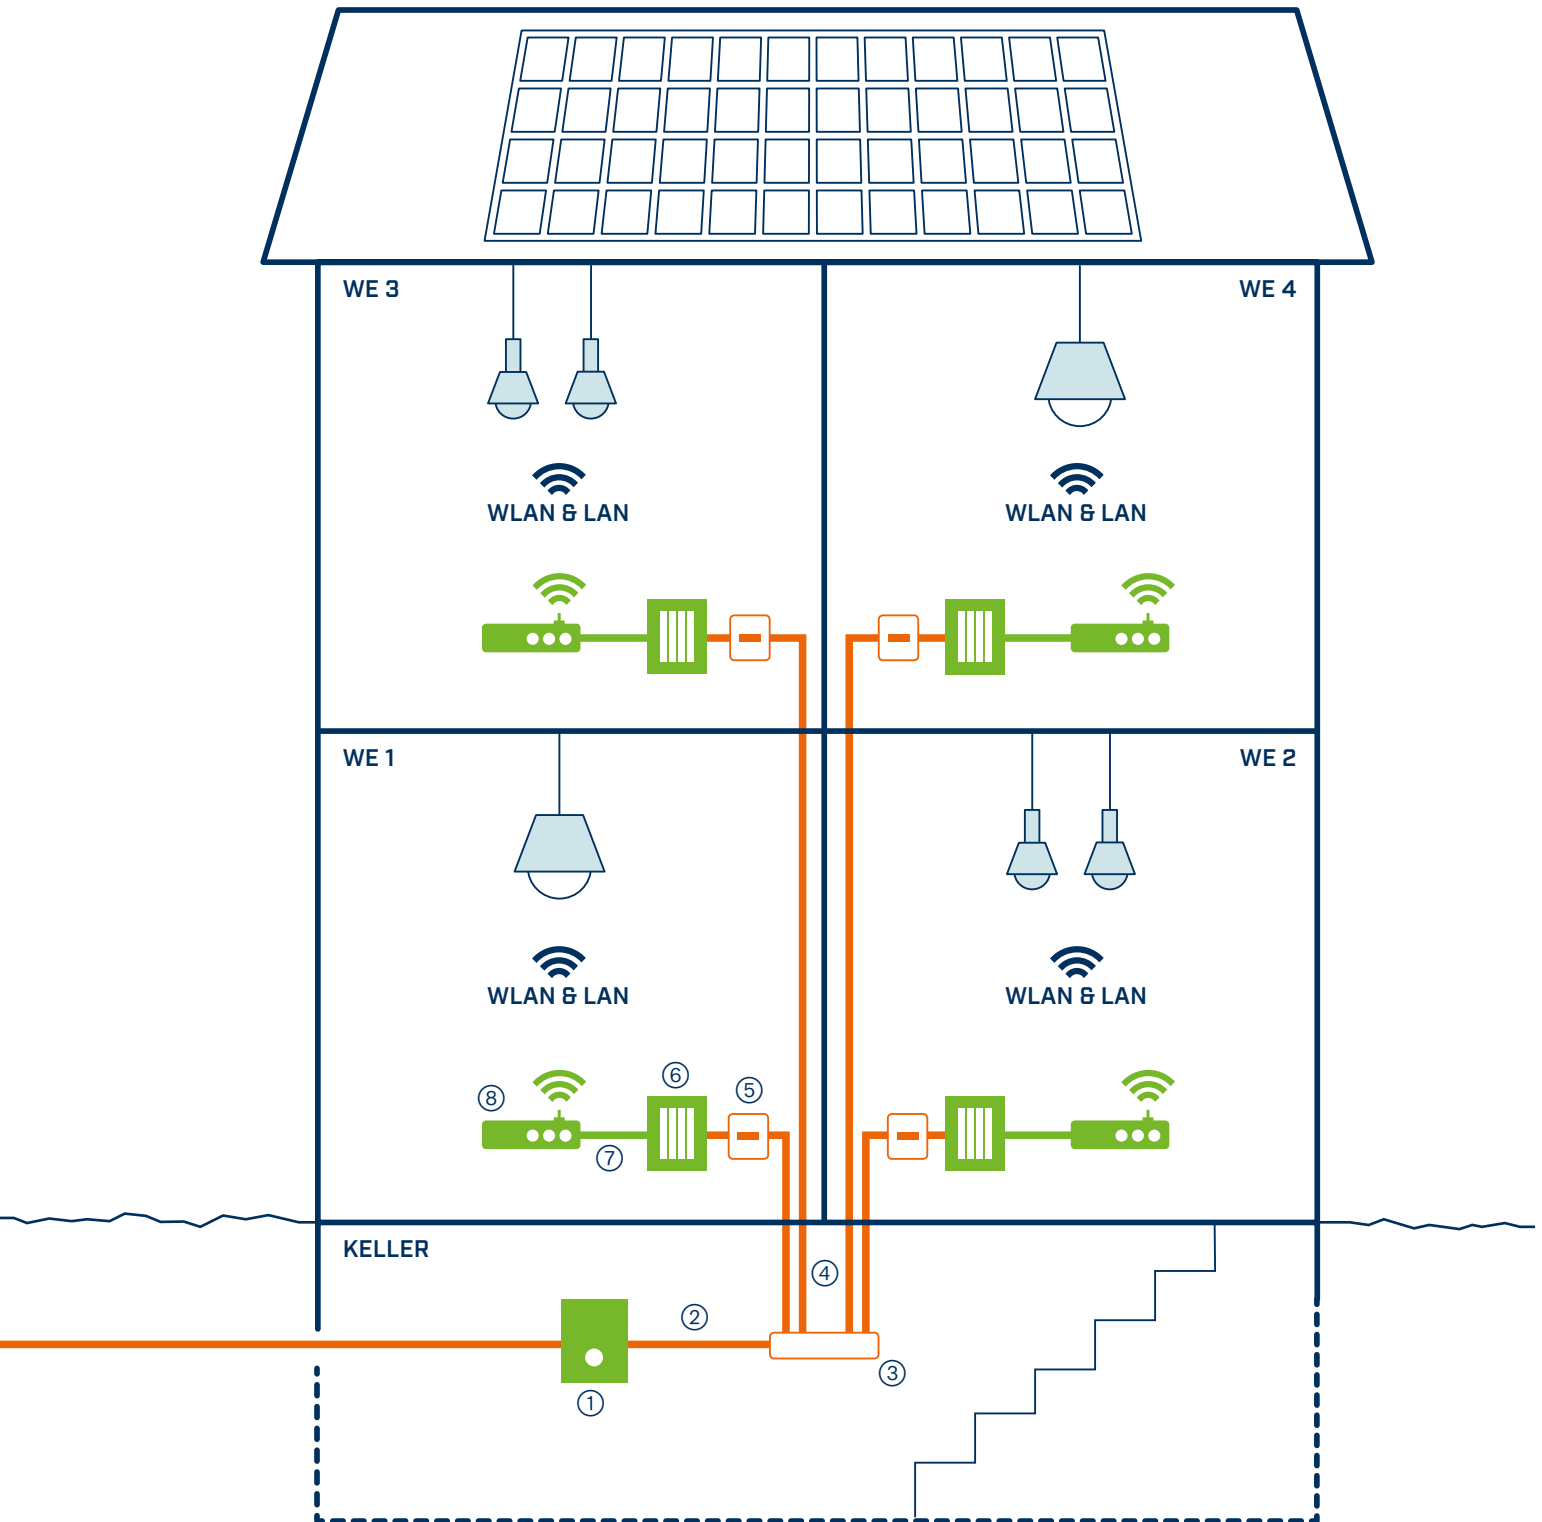 WE 3
WE 4
WLAN & LAN
WLAN & LAN
WE 1
WE 2
WLAN & LAN
WLAN & LAN
⑥
⑤
⑧
⑦
KELLER
④
②
③
①